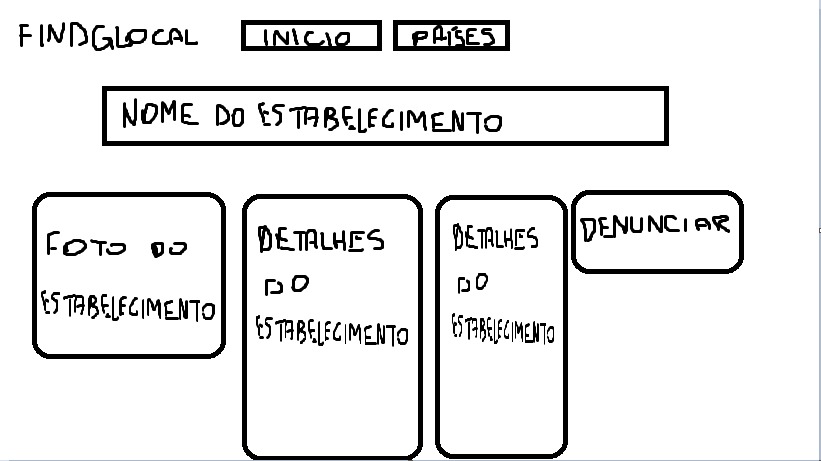 FINDGLOCAL
INICIO
PAÍSES
NOME DO ESTABELECIMENTO
FOTO DO
ESTABELECIMENTO
DETALHES
DO
ESTABELECIMENTO
DETALHES
DO
ESTABELECIMENTO
DENUNCIAR